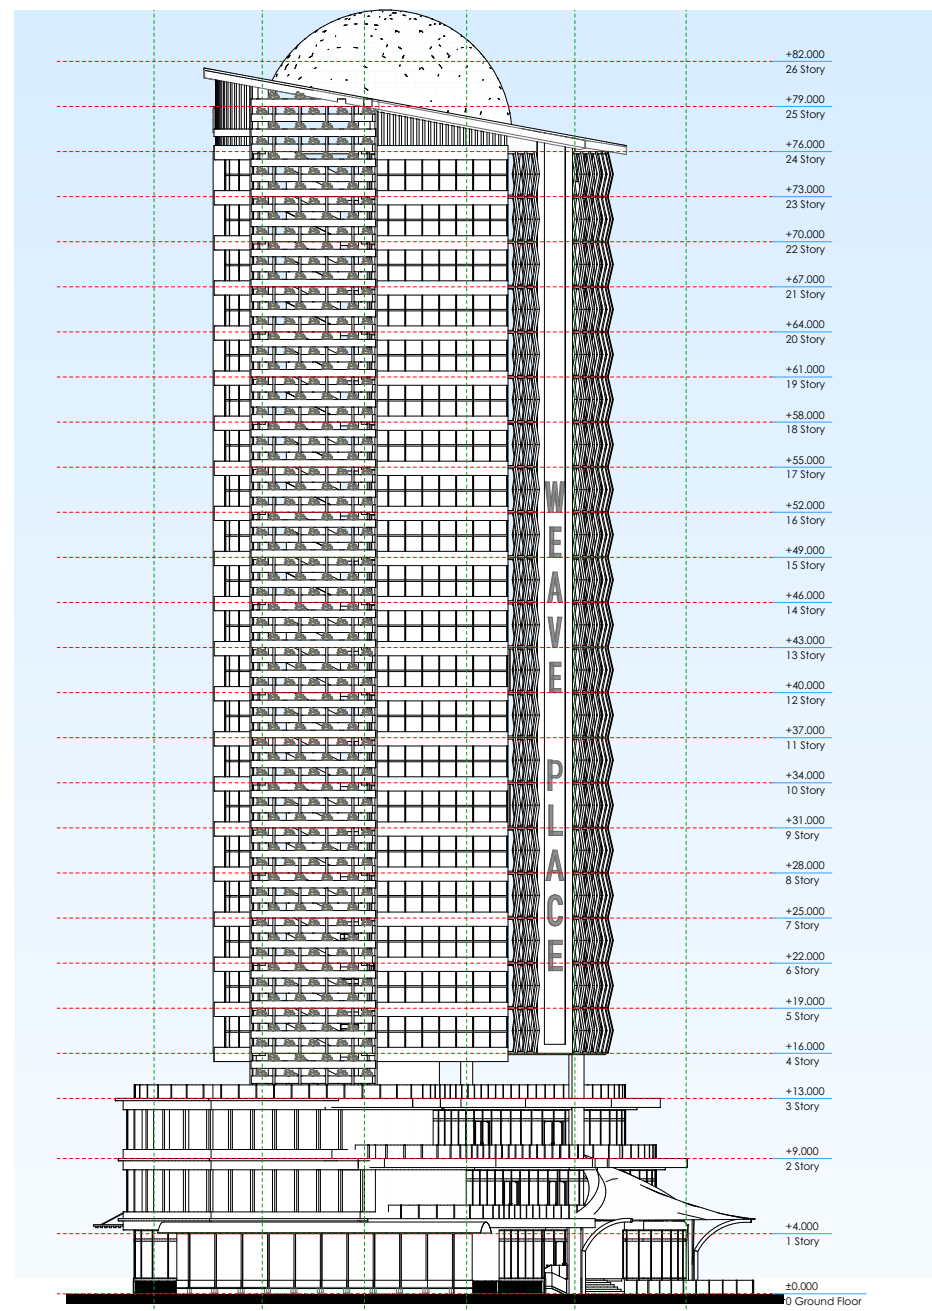 +82.000
26 Story
+79.000
25 Story
+76.000
24 Story
+73.000
23 Story
+70.000
22 Story
+67.000
21 Story
+64.000
20 Story
+61.000
19 Story
+58.000
18 Story
+55.000
17 Story
+52.000
16 Story
+49.000
15 Story
+46.000
14 Story
+43.000
13 Story
+40.000
12 Story
+37.000
11 Story
+34.000
10 Story
+31.000
9 Story
+28.000
8 Story
+25.000
7 Story
+22.000
6 Story
+19.000
5 Story
+16.000
4 Story
+13.000
3 Story
+9.000
2 Story
+4.000
1 Story
±0.000
0 Ground Floor
WEAVE PLACE